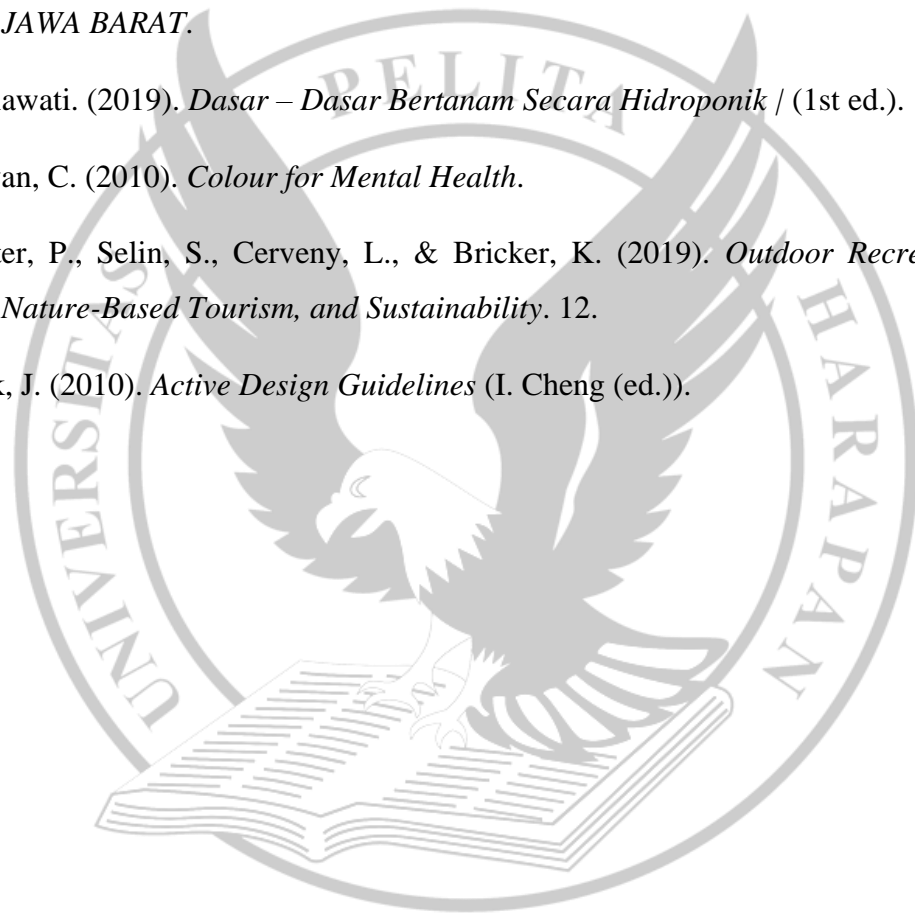 JAWA BARAT.
awati. (2019). Dasar – Dasar Bertanam Secara Hidroponik | (1st ed.).
an, C. (2010). Colour for Mental Health.
er, P., Selin, S., Cerveny, L., & Bricker, K. (2019). Outdoor Recre
Nature-Based Tourism, and Sustainability. 12.
, J. (2010). Active Design Guidelines (I. Cheng (ed.)).
UNIVERSITAS PELITA HARAPAN